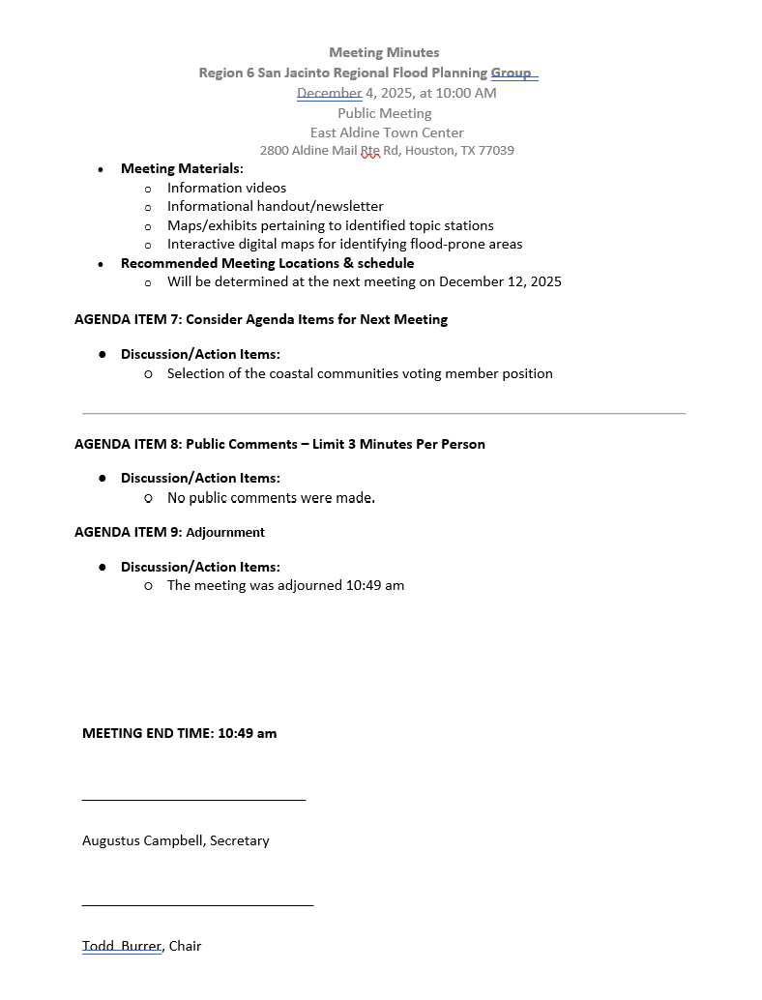 Meeting Minutes
Region 6 San Jacinto Regional Flood Planning Group
December 4, 2025, at 10:00 AM
Public Meeting
East Aldine Town Center
2800 Aldine Mail Rte Rd, Houston, TX 77039
• Meeting Materials:
o Information videos
o Informational handout/newsletter
o Maps/exhibits pertaining to identified topic stations
o Interactive digital maps for identifying flood-prone areas
• Recommended Meeting Locations & schedule
o Will be determined at the next meeting on December 12, 2025
AGENDA ITEM 7: Consider Agenda Items for Next Meeting
● Discussion/Action Items:
○ Selection of the coastal communities voting member position
AGENDA ITEM 8: Public Comments – Limit 3 Minutes Per Person
● Discussion/Action Items:
○ No public comments were made.
AGENDA ITEM 9: Adjournment
● Discussion/Action Items:
○ The meeting was adjourned 10:49 am
MEETING END TIME: 10:49 am
Augustus Campbell, Secretary
Todd Burrer, Chair